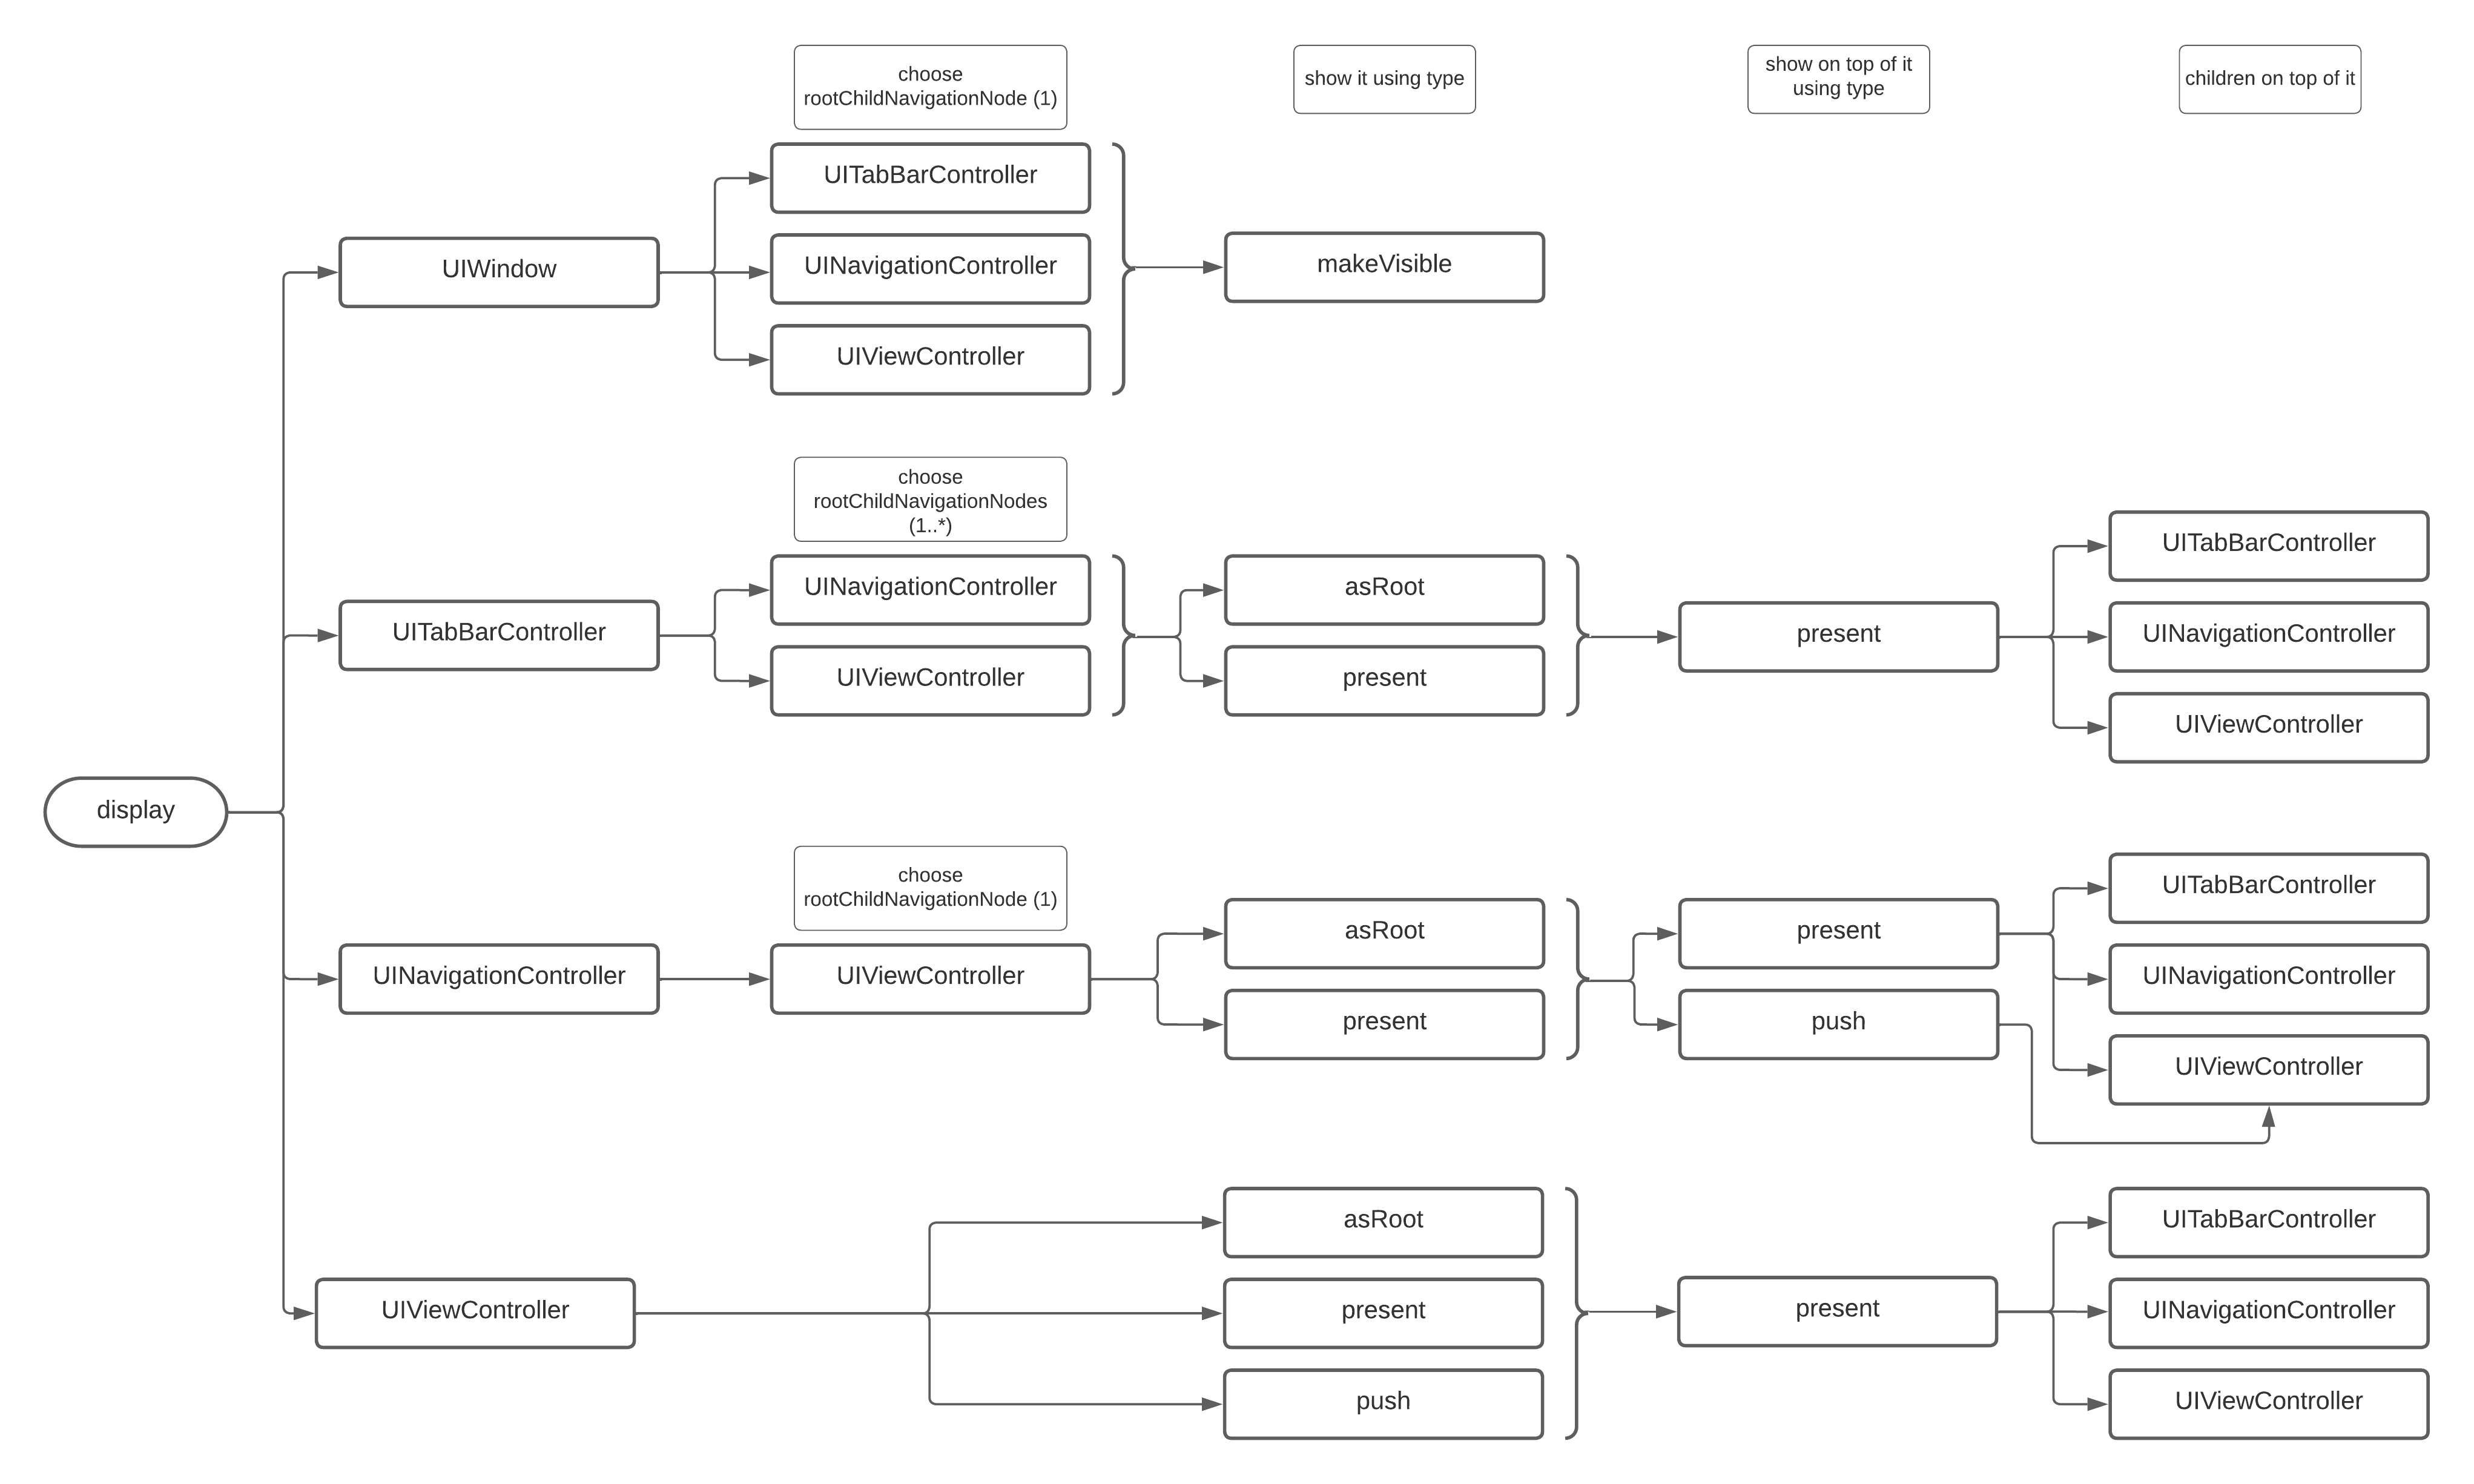 choose
rootChildNavigationNode (1)
show it using type
show on top of it
using type
children on top of it
UITabBarController
UIWindow
UINavigationController
makeVisible
UIViewController
choose
rootChildNavigationNodes
(1..*)
UITabBarController
UINavigationController
asRoot
UITabBarController
present
UINavigationController
UIViewController
present
UIViewController
display
choose
rootChildNavigationNode (1)
UITabBarController
asRoot
present
UINavigationController
UIViewController
UINavigationController
present
push
UIViewController
asRoot
UITabBarController
UIViewController
present
present
UINavigationController
push
UIViewController